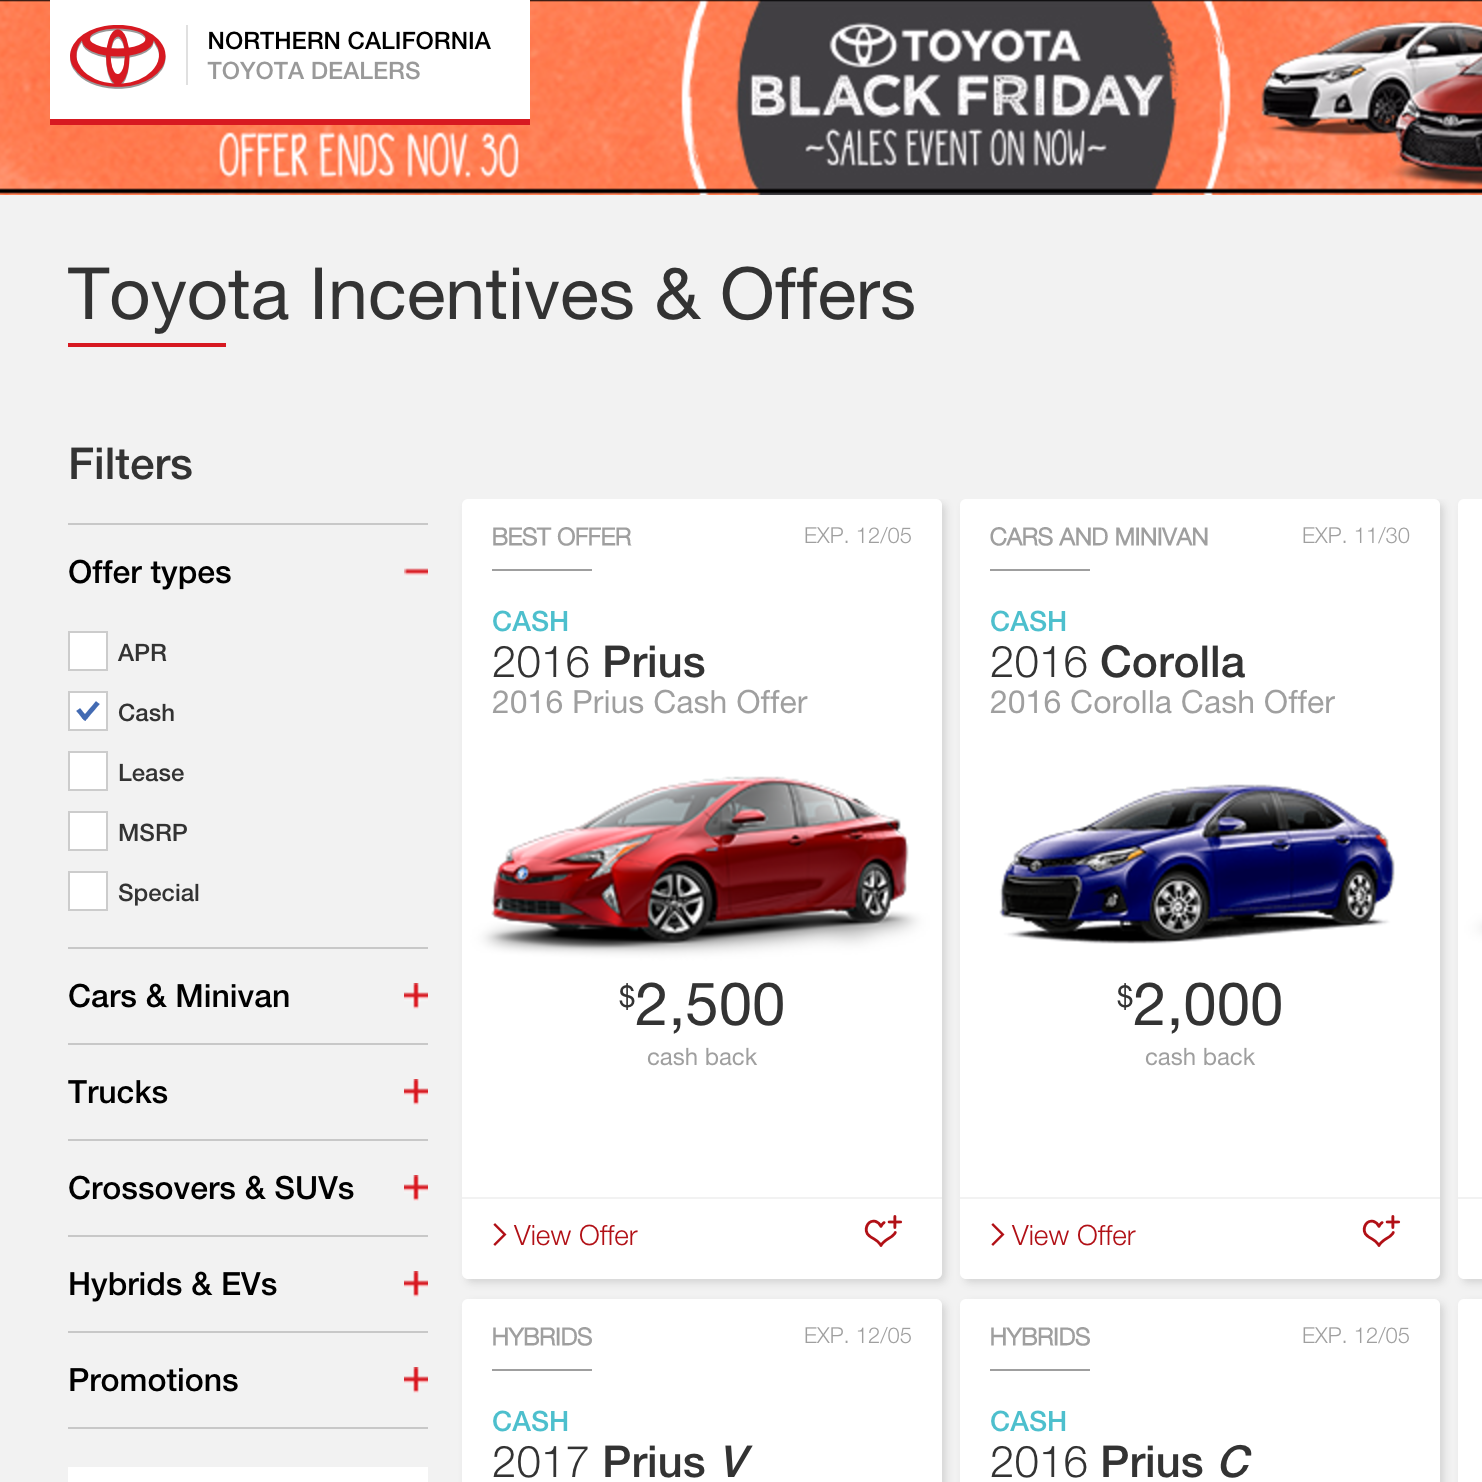 NORTHERN CALIFORNIA
TOYOTA DEALERS
OFFER ENDS NOV. 30
TOYOTA
BLACK FRIDAY
~SALES EVENT ON NOW~
Toyota Incentives & Offers
Filters
Offer types
APR
Cash
Lease
MSRP
Special
Cars & Minivan
Trucks
Crossovers & SUVs
Hybrids & EVs
Promotions
BEST OFFER EXP. 12/05
CASH
2016 Prius
2016 Prius Cash Offer
$2,500
cash back
View Offer
CARS AND MINIVAN EXP. 11/30
CASH
2016 Corolla
2016 Corolla Cash Offer
$2,000
cash back
View Offer
HYBRIDS EXP. 12/05
CASH
2017 Prius V
HYBRIDS EXP. 12/05
CASH
2016 Prius C